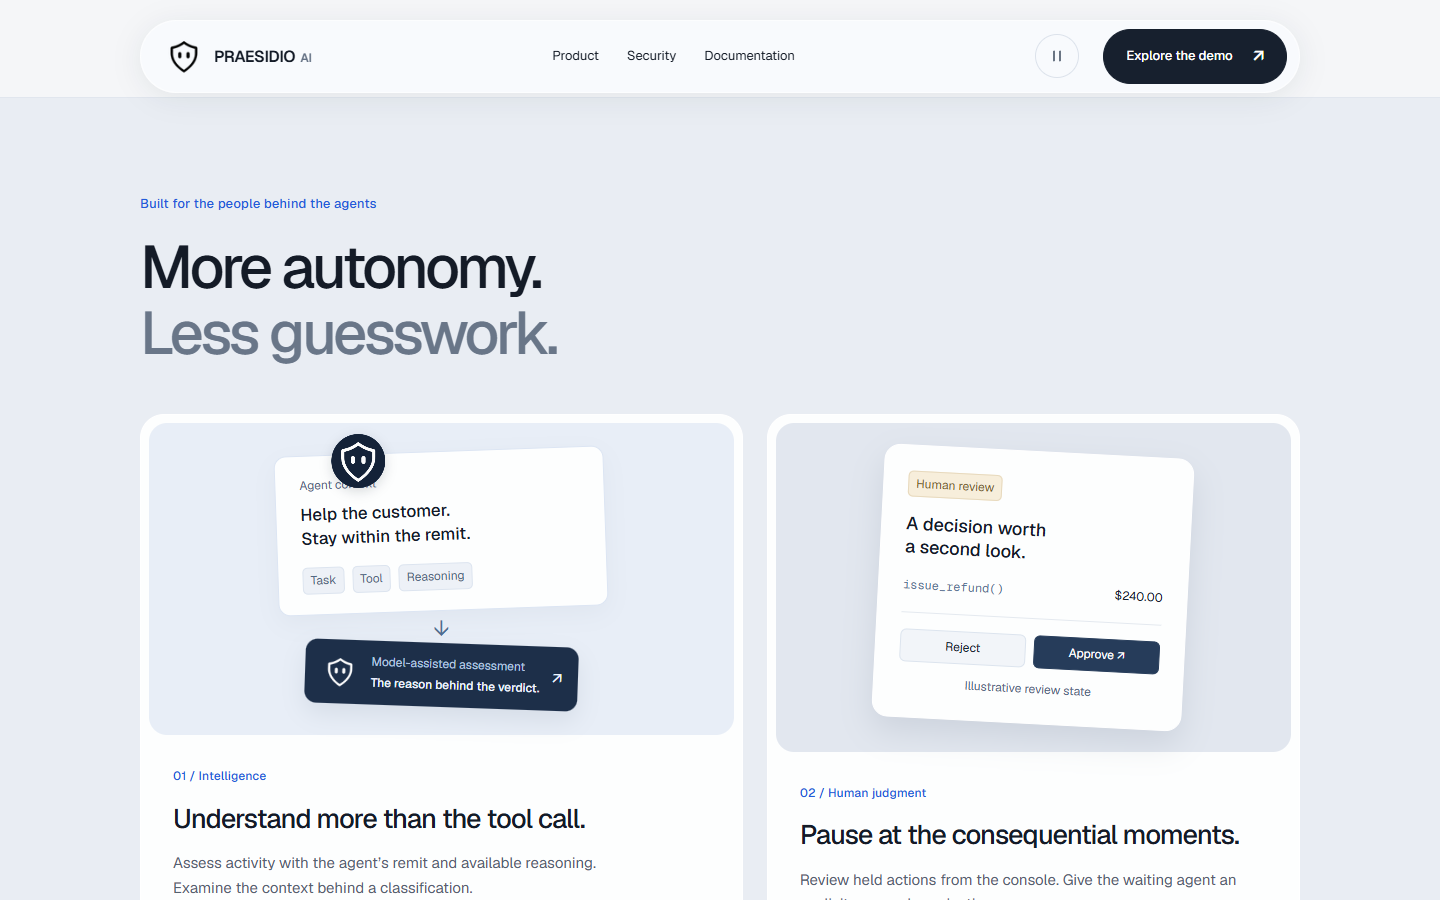 PRAESIDIO AI
Product
Security
Documentation
Explore the demo
Built for the people behind the agents
More autonomy.
Less guesswork.
Agent
Help the customer.
Stay within the remit.
Task
Tool
Reasoning
Model-assisted assessment
The reason behind the verdict.
01 / Intelligence
Understand more than the tool call.
Assess activity with the agent's remit and available reasoning.
Examine the context behind a classification.
Human review
A decision worth
a second look.
issue_refund()
$240.00
Reject
Approve
Illustrative review state
02 / Human judgment
Pause at the consequential moments.
Review held actions from the console. Give the waiting agent an